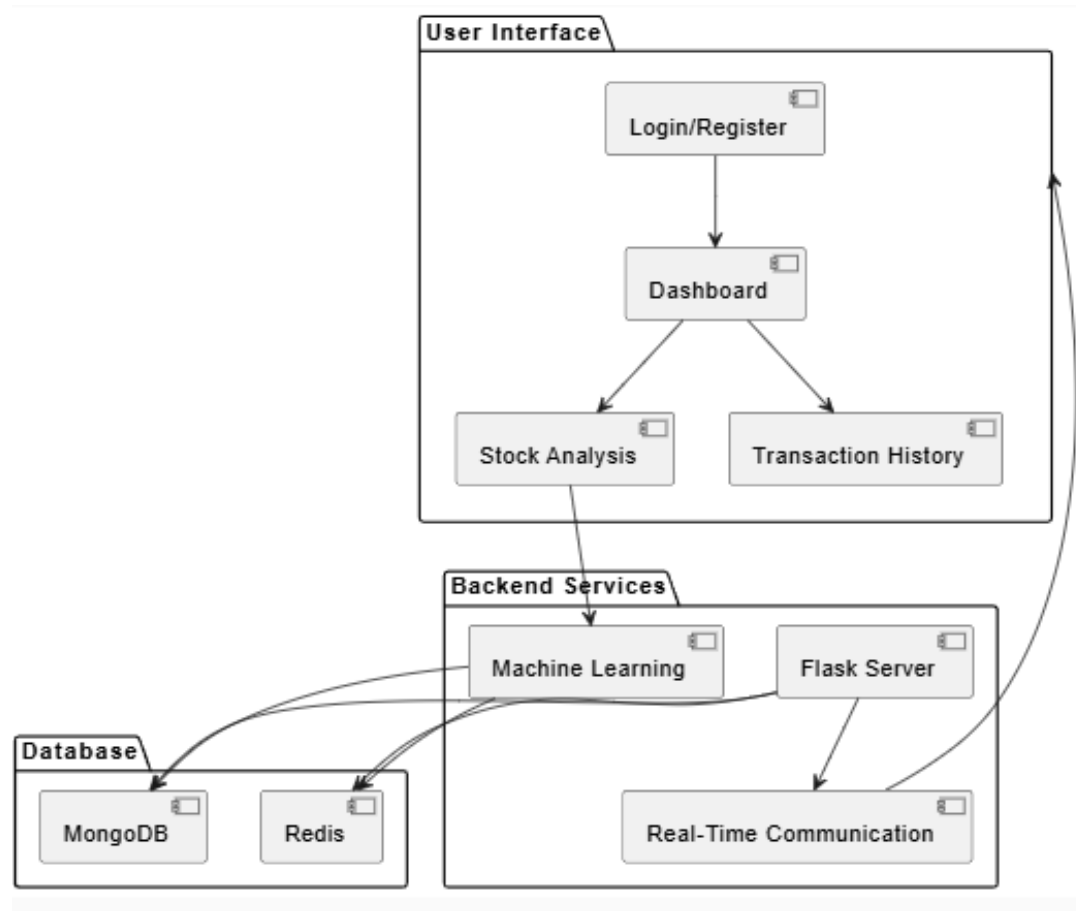 User Interface
Login/Register
Dashboard
Stock Analysis
Transaction History
Backend Services
Machine Learning
Flask Server
Database
MongoDB
Redis
Real-Time Communication